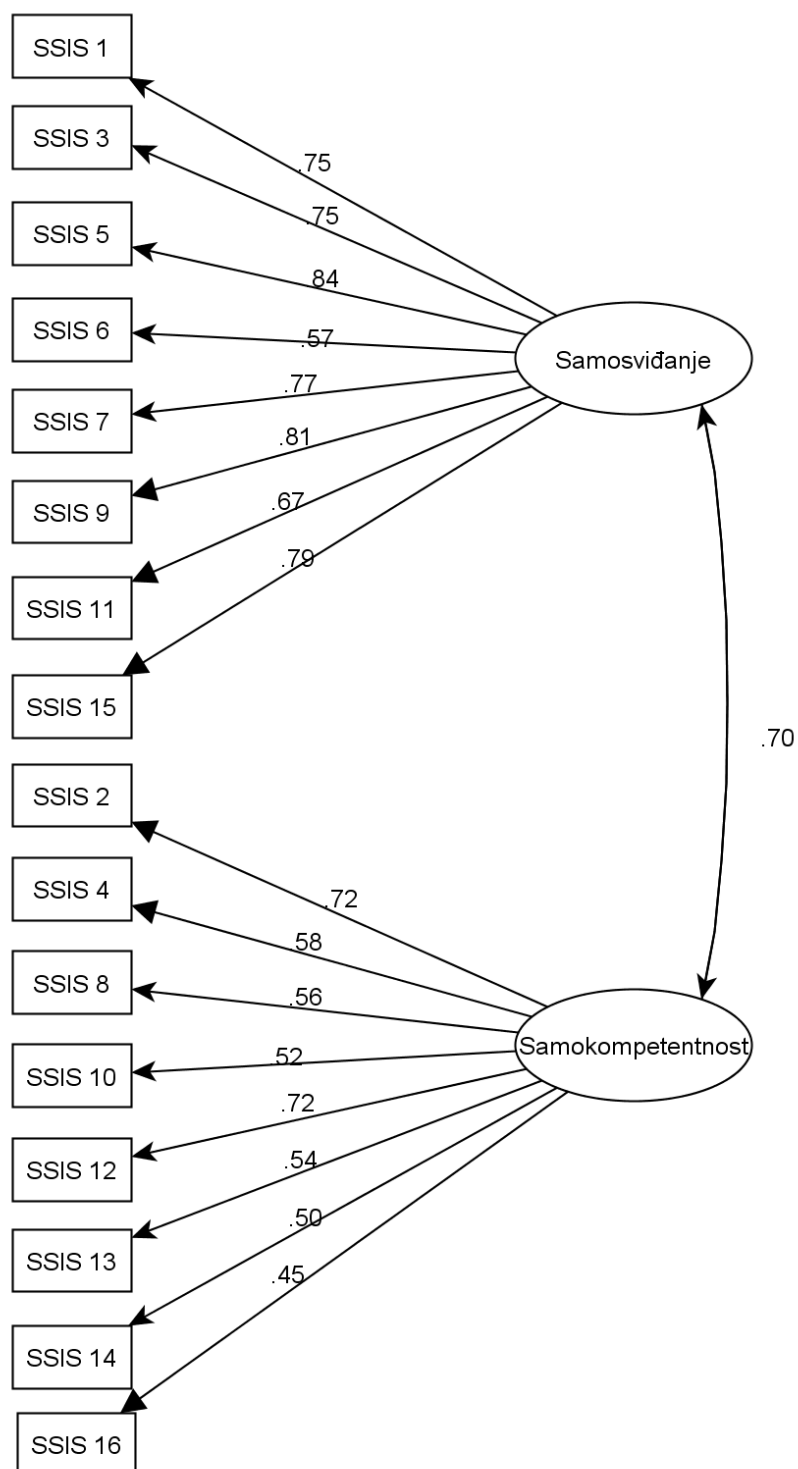 SSIS 1
SSIS 3
SSIS 5
SSIS 6
SSIS 7
SSIS 9
SSIS 11
SSIS 15
.75
.75
.84
.57
.77
.81
.67
.79
Samosviđanje
.70
SSIS 2
SSIS 4
SSIS 8
SSIS 10
SSIS 12
SSIS 13
SSIS 14
SSIS 16
.72
.58
.56
.52
.72
.54
.50
.45
Samokompetentnost